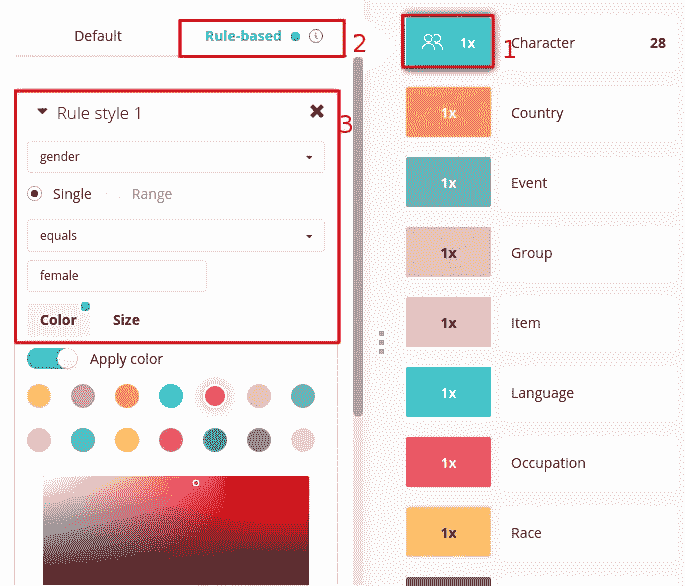 Default
Rule-based
2
Rule style 1
3
gender
Single
Range
equals
female
Color
Size
Apply color
1x
1
Character
28
1x
Country
1x
Event
1x
Group
1x
Item
1x
Language
1x
Occupation
1x
Race